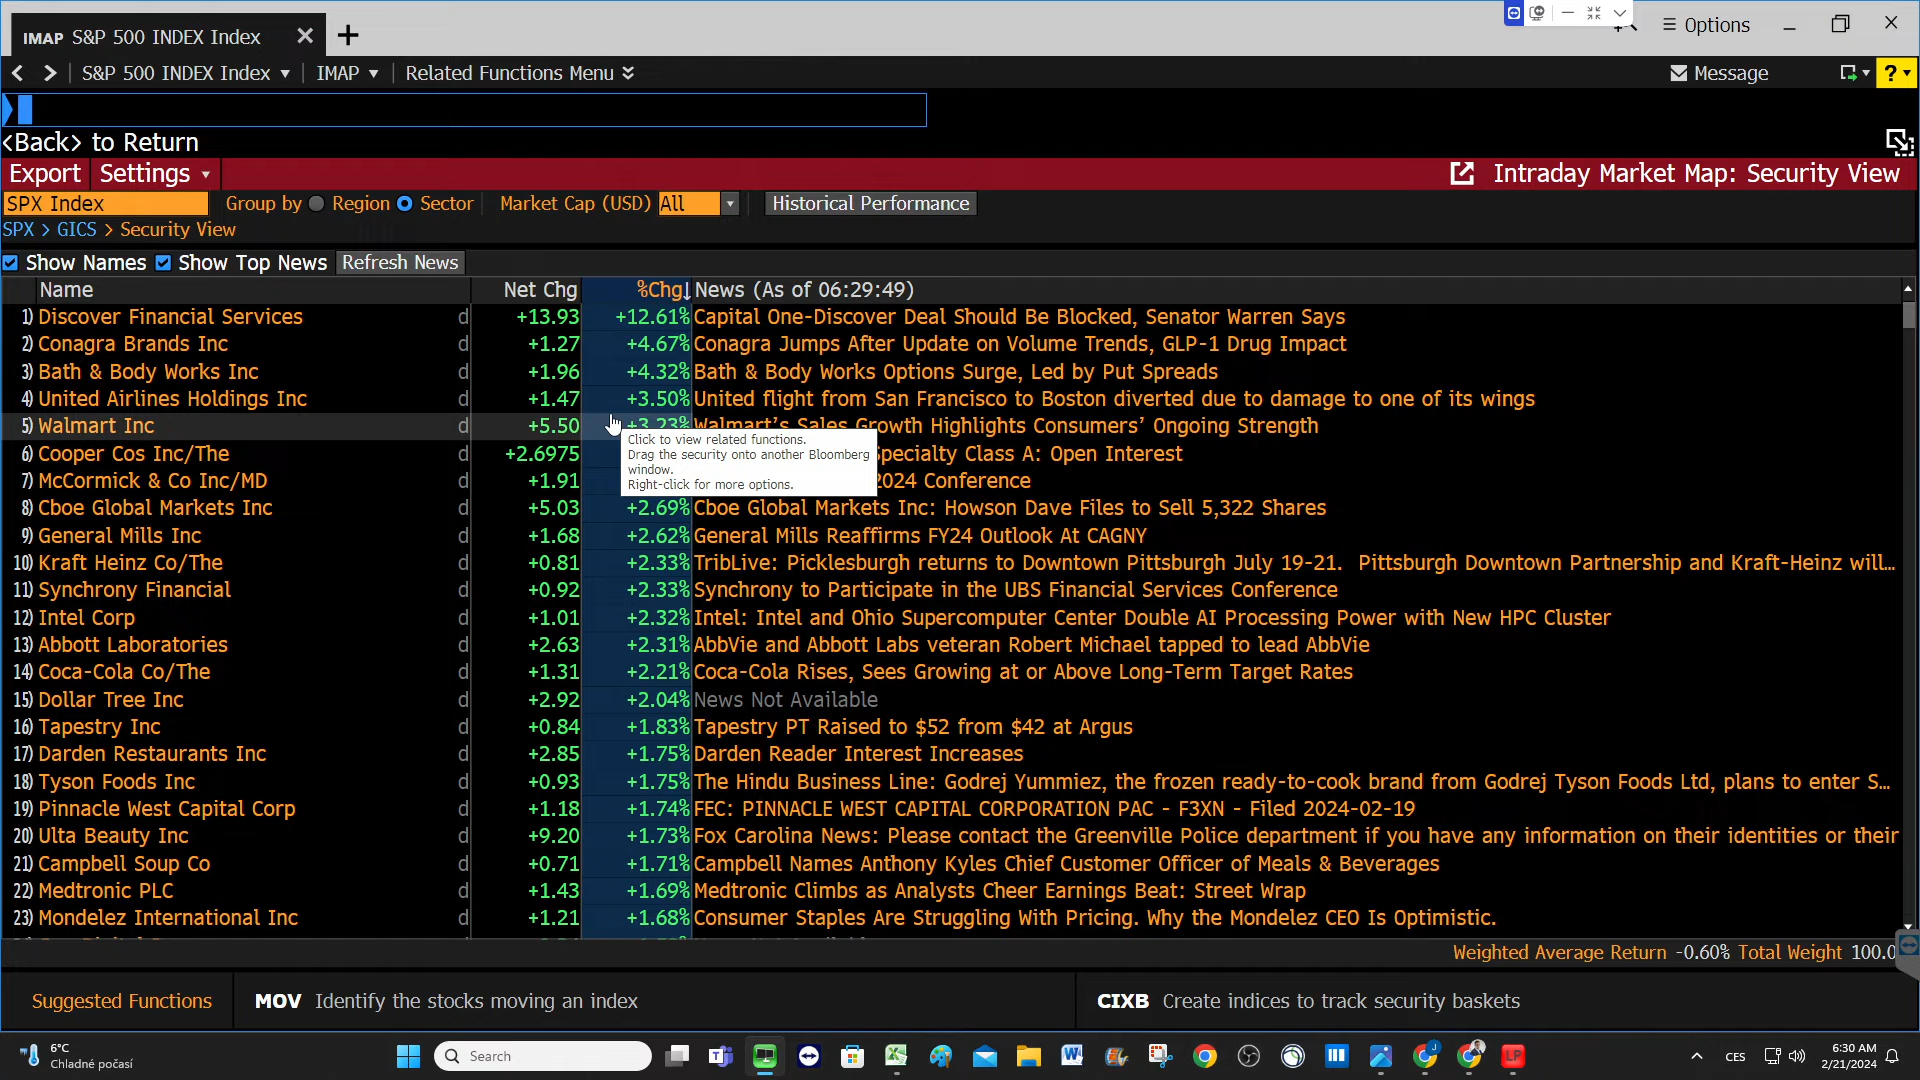 IMAP S&P 500 INDEX Index
Options
S&P 500 INDEX Index
IMAP
Related Functions Menu
Message
?
<Back> to Return
Export
Settings
Intraday Market Map: Security View
SPX Index
Group by
Region
Sector
Market Cap (USD)
All
Historical Performance
SPX > GICS > Security View
Show Names
Show Top News
Refresh News
Name Net Chg %Chg↓ News (As of 06:29:49)
1) Discover Financial Services d +13.93 +12.61% Capital One-Discover Deal Should Be Blocked, Senator Warren Says
2) Conagra Brands Inc d +1.27 +4.67% Conagra Jumps After Update on Volume Trends, GLP-1 Drug Impact
3) Bath & Body Works Inc d +1.96 +4.32% Bath & Body Works Options Surge, Led by Put Spreads
4) United Airlines Holdings Inc d +1.47 +3.50% United flight from San Francisco to Boston diverted due to damage to one of its wings
5) Walmart Inc d +5.50 +3.23% Walmart's Sales Growth Highlights Consumers' Ongoing Strength
6) Cooper Cos Inc/The d +2.6975 Specialty Class A: Open Interest
7) McCormick & Co Inc/MD d +1.91 2024 Conference
Click to view related functions.
Drag the security onto another Bloomberg
window.
Right-click for more options.
8) Cboe Global Markets Inc d +5.03 +2.69% Cboe Global Markets Inc: Howson Dave Files to Sell 5,322 Shares
9) General Mills Inc d +1.68 +2.62% General Mills Reaffirms FY24 Outlook At CAGNY
10) Kraft Heinz Co/The d +0.81 +2.33% TribLive: Picklesburgh returns to Downtown Pittsburgh July 19-21. Pittsburgh Downtown Partnership and Kraft-Heinz will...
11) Synchrony Financial d +0.92 +2.33% Synchrony to Participate in the UBS Financial Services Conference
12) Intel Corp d +1.01 +2.32% Intel: Intel and Ohio Supercomputer Center Double AI Processing Power with New HPC Cluster
13) Abbott Laboratories d +2.63 +2.31% AbbVie and Abbott Labs veteran Robert Michael tapped to lead AbbVie
14) Coca-Cola Co/The d +1.31 +2.21% Coca-Cola Rises, Sees Growing at or Above Long-Term Target Rates
15) Dollar Tree Inc d +2.92 +2.04% News Not Available
16) Tapestry Inc d +0.84 +1.83% Tapestry PT Raised to $52 from $42 at Argus
17) Darden Restaurants Inc d +2.85 +1.75% Darden Reader Interest Increases
18) Tyson Foods Inc d +0.93 +1.75% The Hindu Business Line: Godrej Yummiez, the frozen ready-to-cook brand from Godrej Tyson Foods Ltd, plans to enter S...
19) Pinnacle West Capital Corp d +1.18 +1.74% FEC: PINNACLE WEST CAPITAL CORPORATION PAC - F3XN - Filed 2024-02-19
20) Ulta Beauty Inc d +9.20 +1.73% Fox Carolina News: Please contact the Greenville Police department if you have any information on their identities or their
21) Campbell Soup Co d +0.71 +1.71% Campbell Names Anthony Kyles Chief Customer Officer of Meals & Beverages
22) Medtronic PLC d +1.43 +1.69% Medtronic Climbs as Analysts Cheer Earnings Beat: Street Wrap
23) Mondelez International Inc d +1.21 +1.68% Consumer Staples Are Struggling With Pricing. Why the Mondelez CEO Is Optimistic.
Weighted Average Return -0.60% Total Weight 100.0
Suggested Functions
MOV Identify the stocks moving an index
CIXB Create indices to track security baskets
6°C
Chladné počasí
Search
CES
6:30 AM
2/21/2024